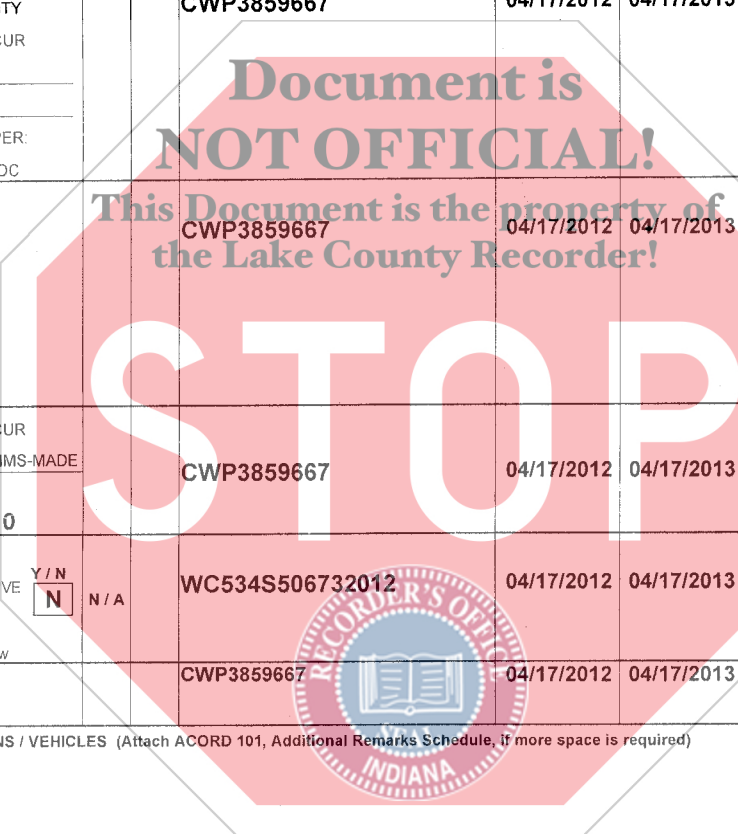 TY CWP3859667 04/17/2012 04/17/2013
CUR
Document is
NOT OFFICIAL!
PER:
OC
This Document is the property of
CWP3859667 04/17/2012 04/17/2013
the Lake County Recorder!
STOP
CUR
IMS-MADE
CWP3859667 04/17/2012 04/17/2013
0
Y / N
VE N N / A WC534S506732012 04/17/2012 04/17/2013
RECORDER'S OFFICE
w
CWP3859667 04/17/2012 04/17/2013
SEAL
NS / VEHICLES (Attach ACORD 101, Additional Remarks Schedule, if more space is required)
INDIANA